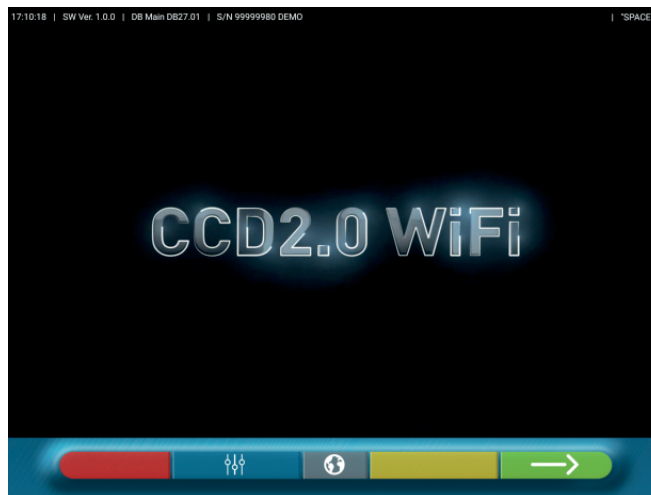 17:10:18 | SW Ver. 1.0.0 | DB Main DB27.01 | S/N 99999980 DEMO | "SPACE
CCD2.0 WiFi